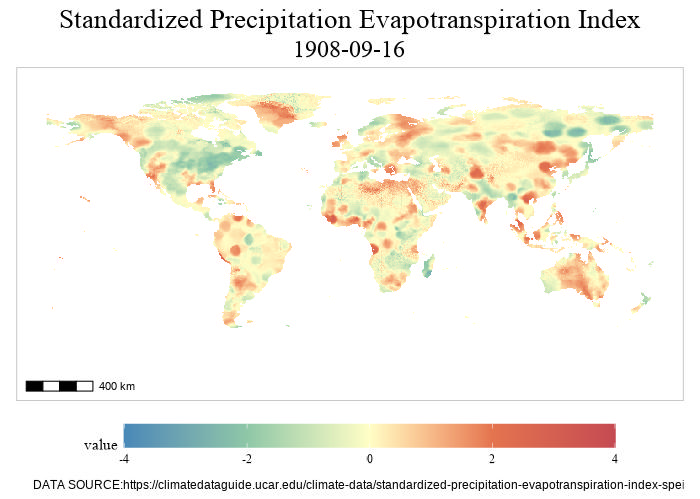 Standardized Precipitation Evapotranspiration Index
1908-09-16
400 km
value
-4 -2 0 2 4
DATA SOURCE:https://climatedataguide.ucar.edu/climate-data/standardized-precipitation-evapotranspiration-index-spei